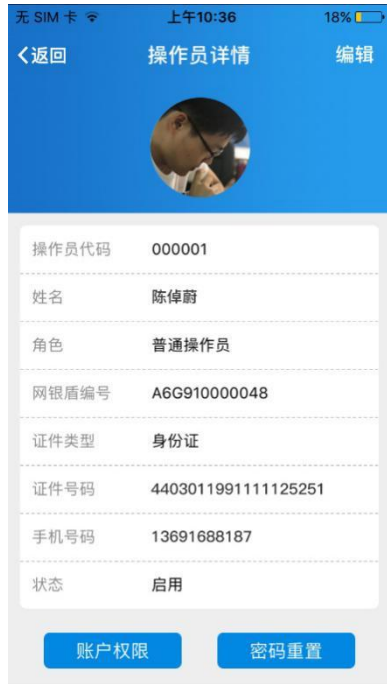 无 SIM 卡 上午10:36 18%
返回 操作员详情 编辑
操作员代码 000001
姓名 陈倬蔚
角色 普通操作员
网银盾编号 A6G910000048
证件类型 身份证
证件号码 4403011991111125251
手机号码 13691688187
状态 启用
账户权限 密码重置